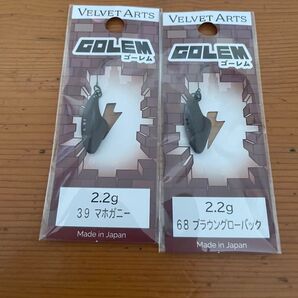 VELVET ARTS
GOLEM
ゴーレム
2.2g
39 マホガニー
Made in Japan
VELVET ARTS
GOLEM
ゴーレム
2.2g
68 ブラウングローバック
Made in Japan